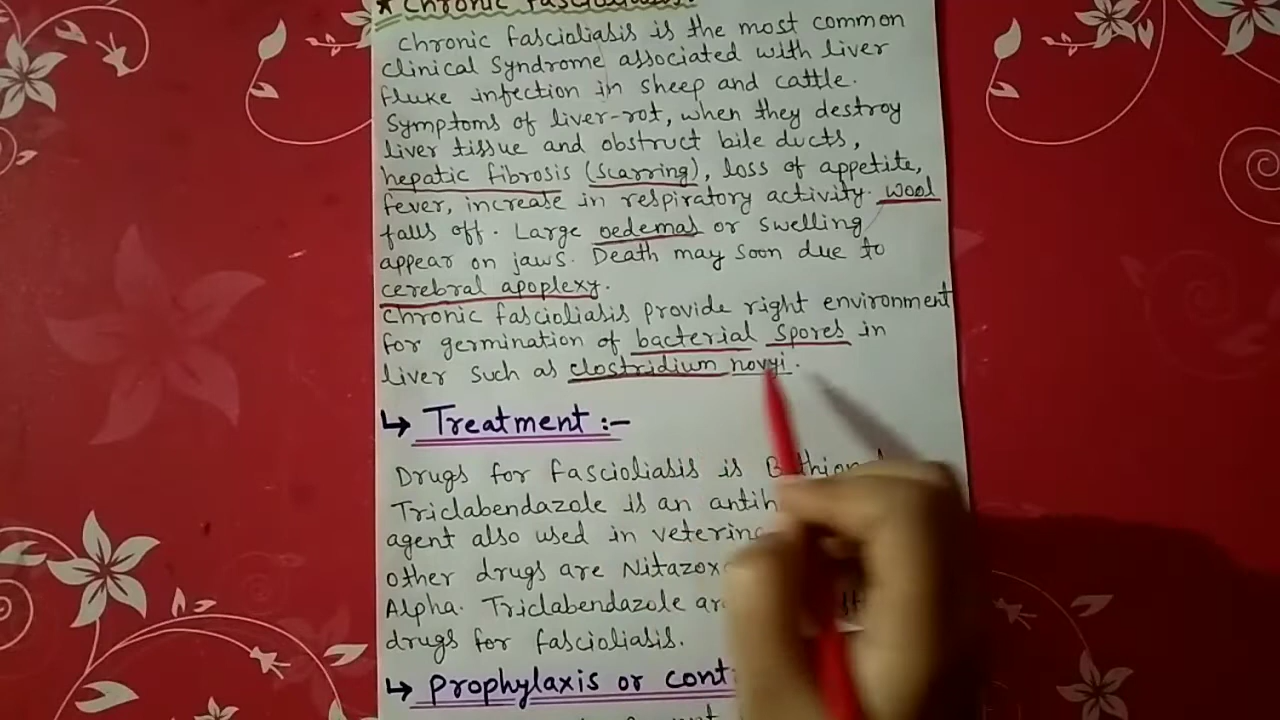 * Chronic fascioliasis:
Chronic fascioliasis is the most common
clinical syndrome associated with liver
fluke infection in sheep and cattle.
Symptoms of liver-rot, when they destroy
liver tissue and obstruct bile ducts,
hepatic fibrosis (scarring), loss of appetite,
fever, increase in respiratory activity. wool
falls off. Large oedemas or swelling
appear on jaws. Death may soon due to
cerebral apoplexy.
Chronic fascioliasis provide right environment
for germination of bacterial spores in
liver such as clostridium novyi.
↳ Treatment :-
Drugs for fascioliasis is
Triclabendazole is an
agent also used in
other drugs are
Alpha. Triclabendazole
drugs for fascioliasis.
↳ Prophylaxis or